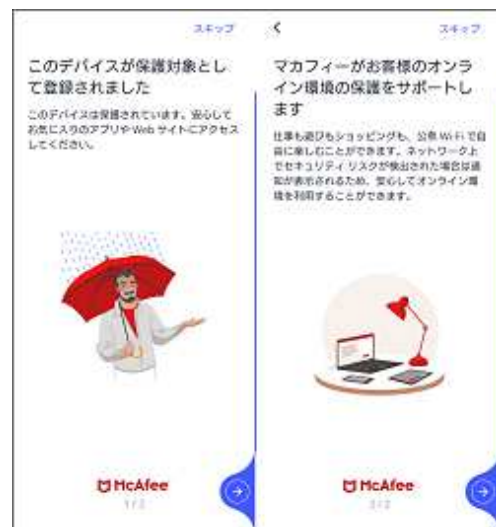 スキップ
このデバイスが保護対象とし
て登録されました
このデバイスは保護されています。安心して
お気に入りのアプリや Web サイトにアクセス
してください。
McAfee
1 / 2
スキップ
マカフィーがお客様のオンラ
イン環境の保護をサポートし
ます
仕事も遊びもショッピングも、公衆 Wi-Fi で自
由に楽しむことができます。ネットワーク上
でセキュリティ リスクが検出された場合は通
知が表示されるため、安心してオンライン環
境を利用することができます。
McAfee
2 / 2